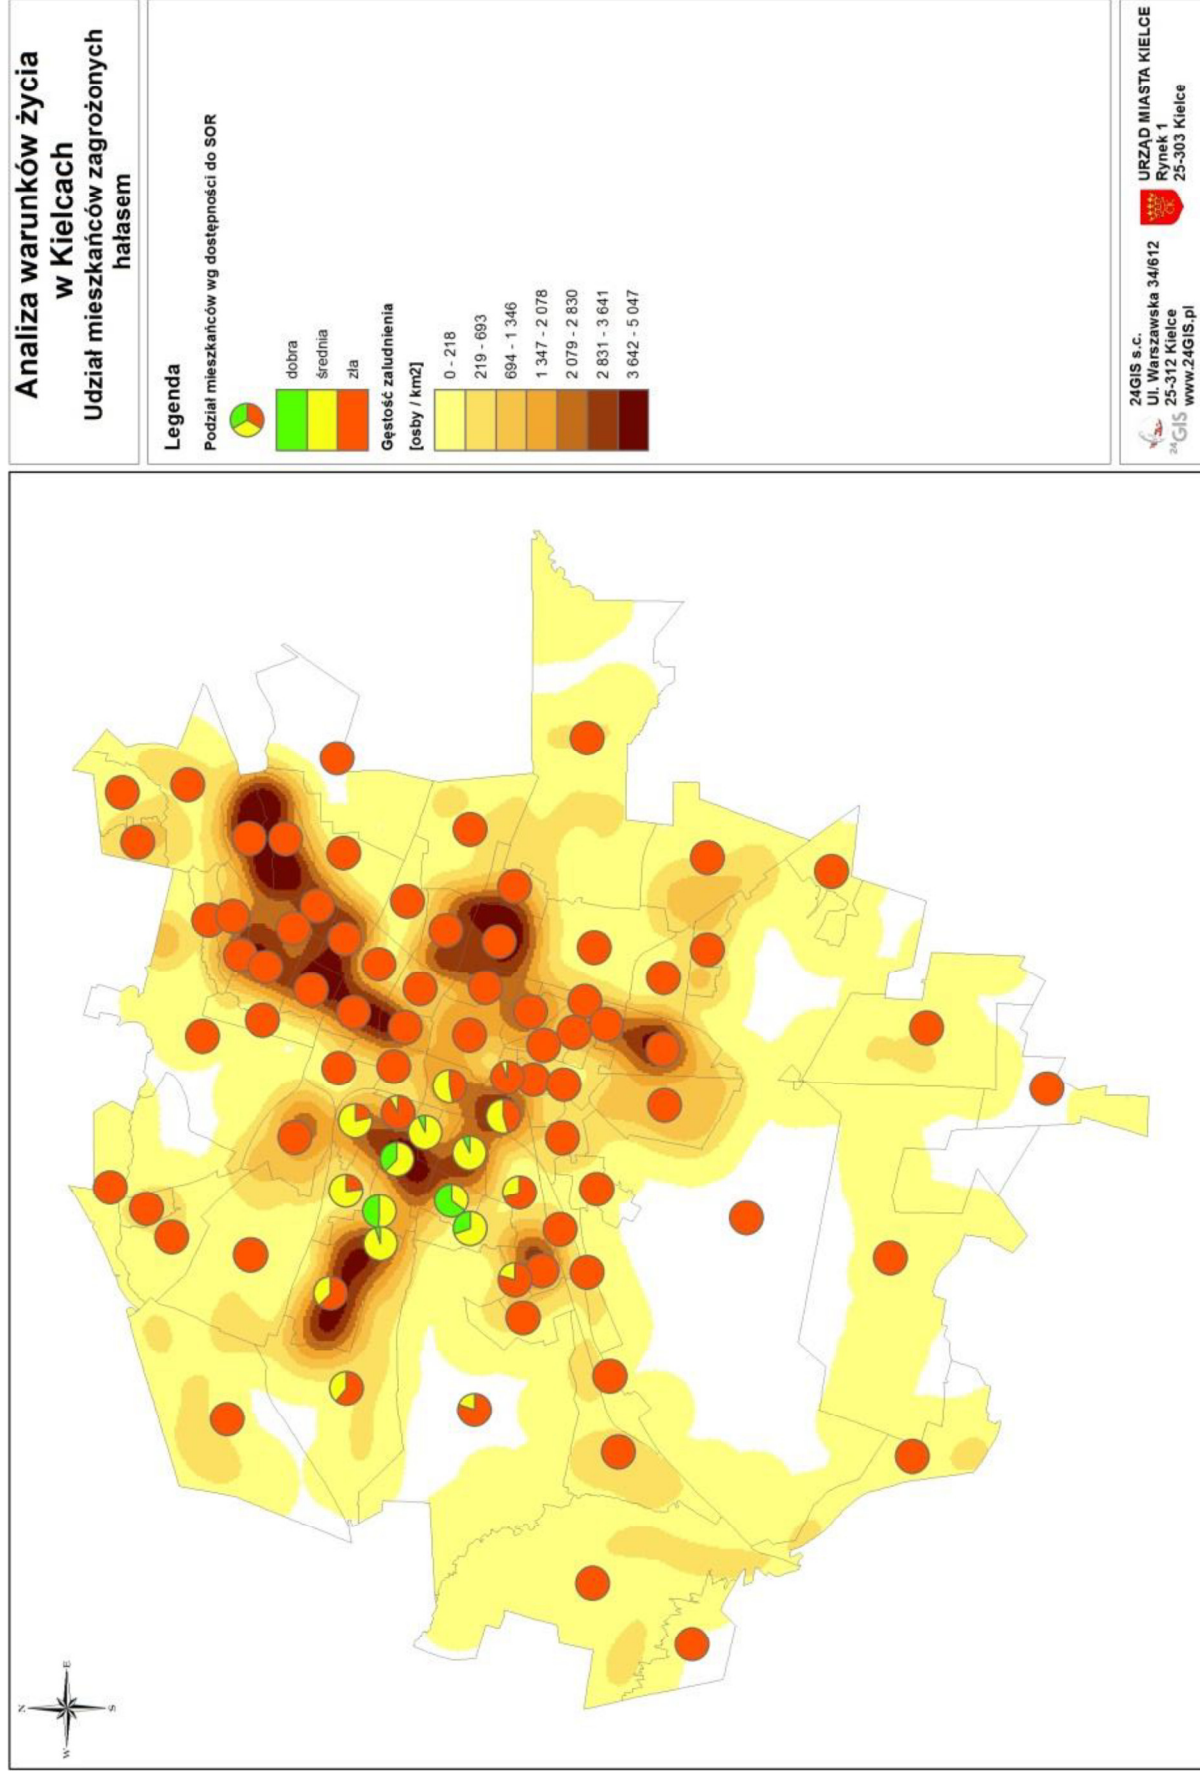 Analiza warunków życia
w Kielcach
Udział mieszkańców zagrożonych
hałasem
Legenda
Podział mieszkańców wg dostępności do SOR
dobra
średnia
zła
Gęstość zaludnienia
[osby / km2]
0 - 218
219 - 693
694 - 1 346
1 347 - 2 078
2 079 - 2 830
2 831 - 3 641
3 642 - 5 047
24GIS s.c.
Ul. Warszawska 34/612
25-312 Kielce
www.24GIS.pl
24GIS
URZĄD MIASTA KIELCE
Rynek 1
25-303 Kielce
CK
N
W
E
S